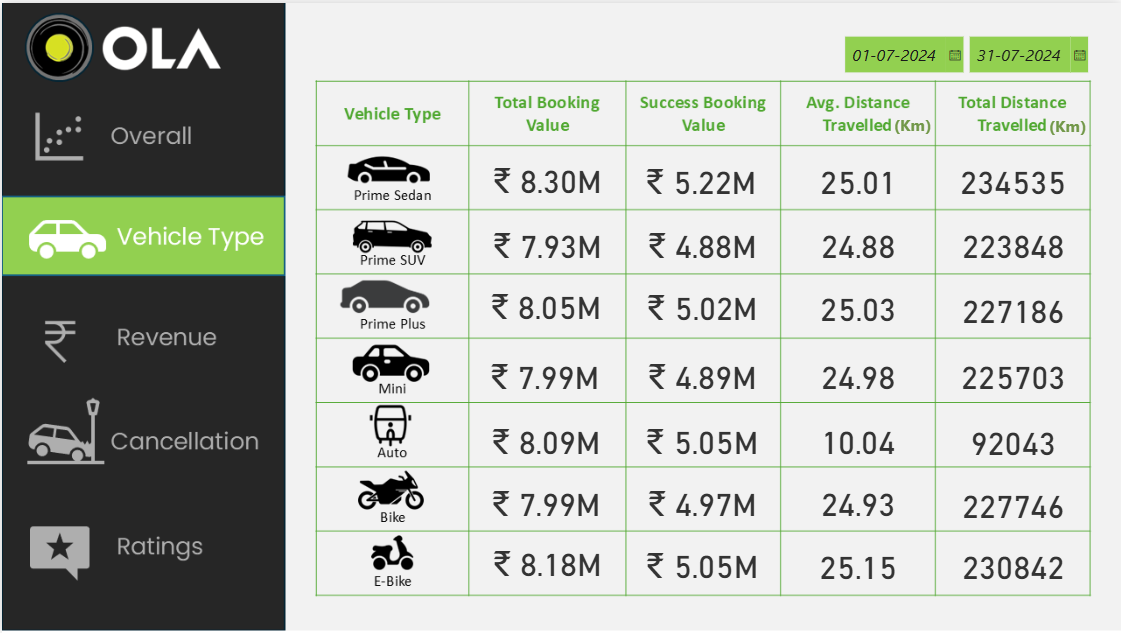 OLA
Overall
Vehicle Type
Revenue
Cancellation
Ratings
01-07-2024 31-07-2024
Vehicle Type Total Booking Value Success Booking Value Avg. Distance Travelled (Km) Total Distance Travelled (Km)
Prime Sedan ₹ 8.30M ₹ 5.22M 25.01 234535
Prime SUV ₹ 7.93M ₹ 4.88M 24.88 223848
Prime Plus ₹ 8.05M ₹ 5.02M 25.03 227186
Mini ₹ 7.99M ₹ 4.89M 24.98 225703
Auto ₹ 8.09M ₹ 5.05M 10.04 92043
Bike ₹ 7.99M ₹ 4.97M 24.93 227746
E-Bike ₹ 8.18M ₹ 5.05M 25.15 230842